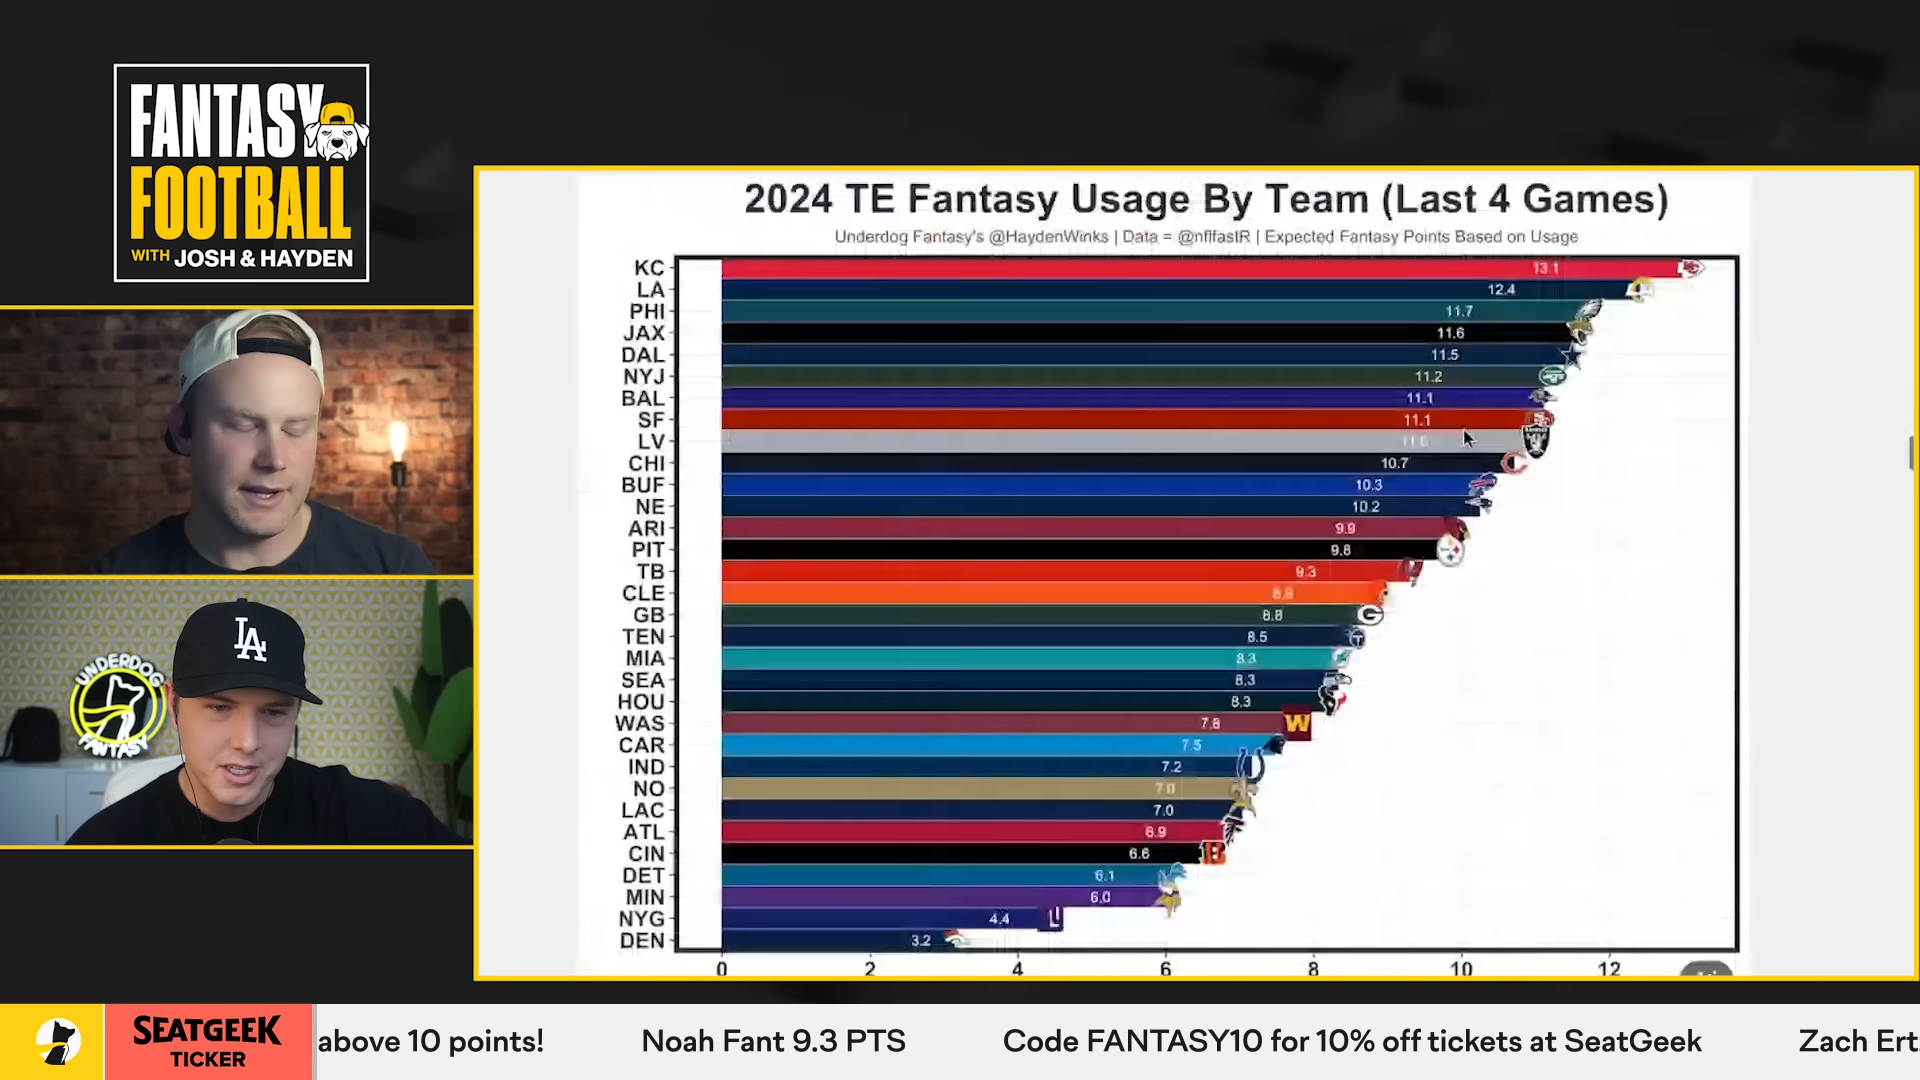 FANTASY
FOOTBALL
WITH JOSH & HAYDEN
2024 TE Fantasy Usage By Team (Last 4 Games)
Underdog Fantasy's @HaydenWinks | Data = @nflfastR | Expected Fantasy Points Based on Usage
KC 13.1
LA 12.4
PHI 11.7
JAX 11.6
DAL 11.5
NYJ 11.2
BAL 11.1
SF 11.1
LV
CHI 10.7
BUF 10.3
NE 10.2
ARI 9.9
PIT 9.8
TB 9.3
CLE
GB 8.8
TEN 8.5
MIA 8.3
SEA 8.3
HOU 8.3
WAS 7.8
W
CAR 7.5
IND 7.2
NO 7.0
LAC 7.0
ATL 6.9
CIN 6.6
DET 6.1
MIN 6.0
NYG 4.4
DEN 3.2
0 2 4 6 8 10 12
LA
UNDERDOG
FANTASY
SEATGEEK
TICKER
above 10 points! Noah Fant 9.3 PTS Code FANTASY10 for 10% off tickets at SeatGeek Zach Ert